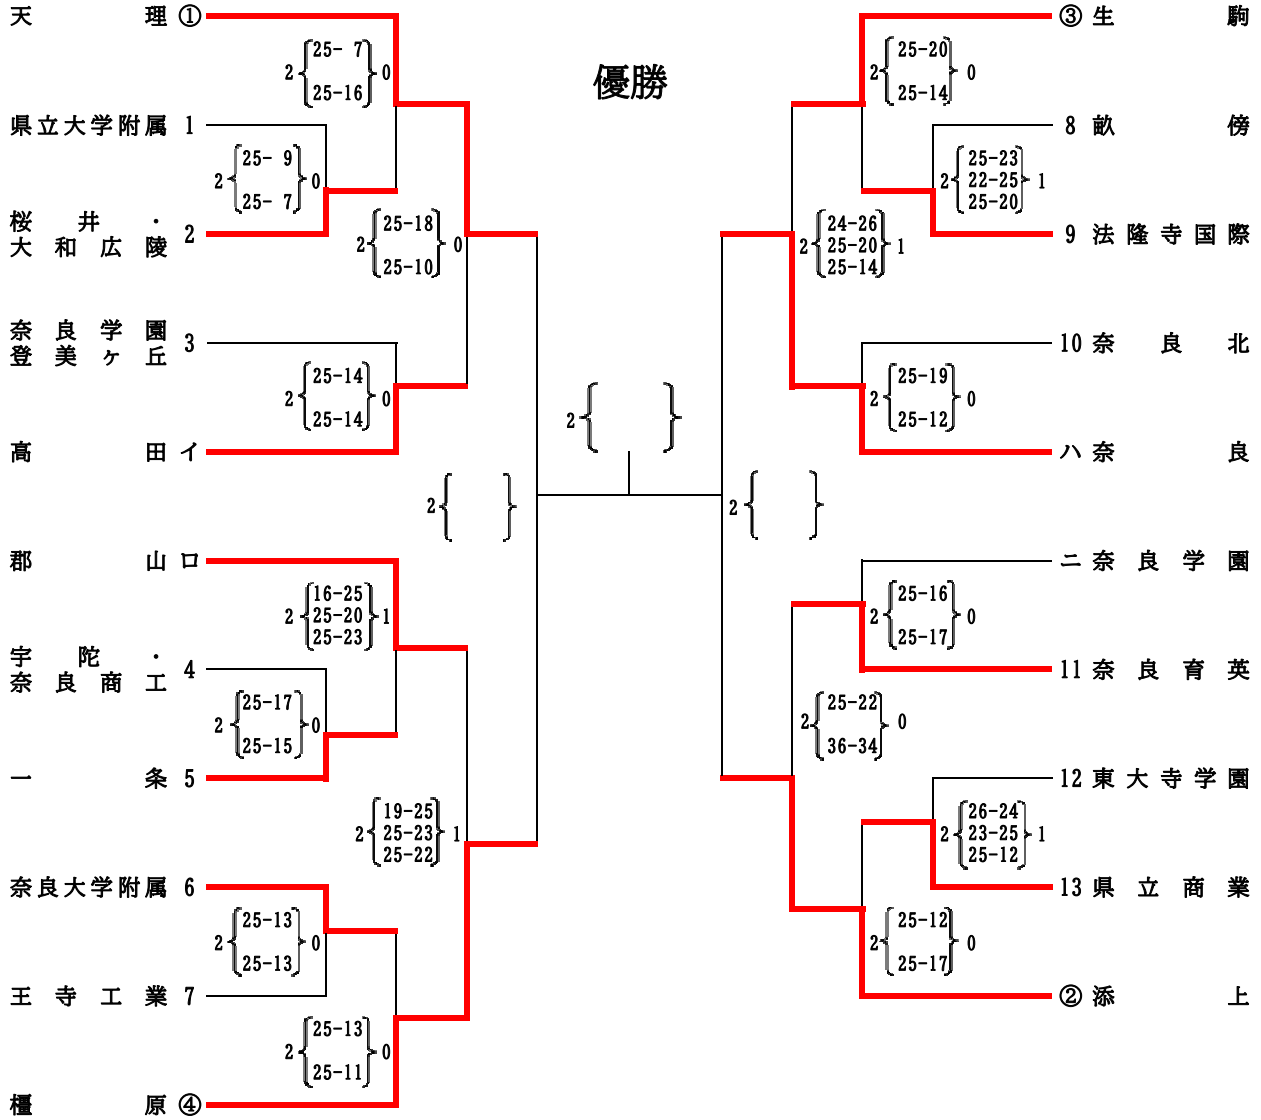 優勝
天理 ①
2 25- 7 0
25-16
県立大学附属 1
2 25- 9 0
25- 7
桜井・
大和広陵 2
2 25-18 0
25-10
奈良学園
登美ヶ丘 3
2 25-14 0
25-14
高田 イ
2
郡山 ロ
2 16-25 1
25-20
25-23
宇陀・
奈良商工 4
2 25-17 0
25-15
一条 5
2 19-25 1
25-23
25-22
奈良大学附属 6
2 25-13 0
25-13
王寺工業 7
2 25-13 0
25-11
橿原 ④
2
③ 生駒
2 25-20 0
25-14
8 畝傍
2 25-23 1
22-25
25-20
9 法隆寺国際
2 24-26 1
25-20
25-14
10 奈良北
2 25-19 0
25-12
ハ 奈良
2
ニ 奈良学園
2 25-16 0
25-17
11 奈良育英
2 25-22 0
36-34
12 東大寺学園
2 26-24 1
23-25
25-12
13 県立商業
2 25-12 0
25-17
② 添上